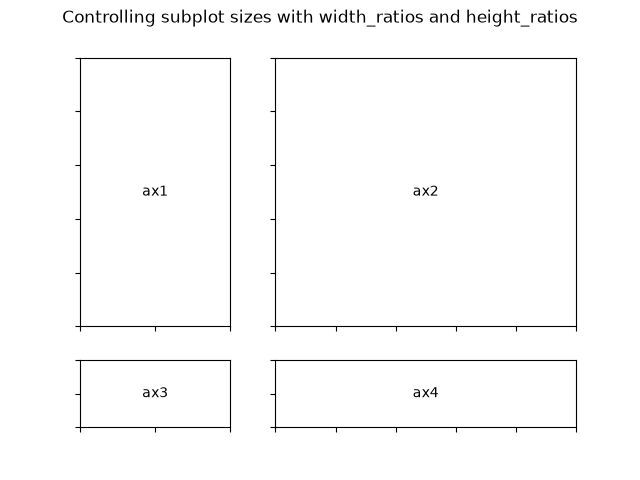 Controlling subplot sizes with width_ratios and height_ratios
ax1
ax2
ax3
ax4